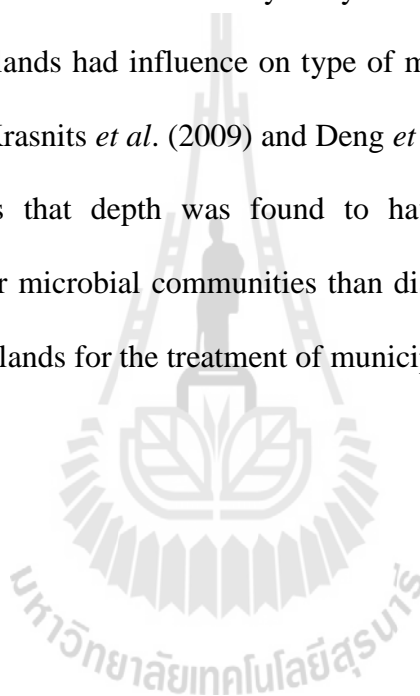 lands had influence on type of m
Krasnits et al. (2009) and Deng et
s that depth was found to ha
r microbial communities than di
lands for the treatment of municip
มหาวิทยาลัยเทคโนโลยีสุรนารี